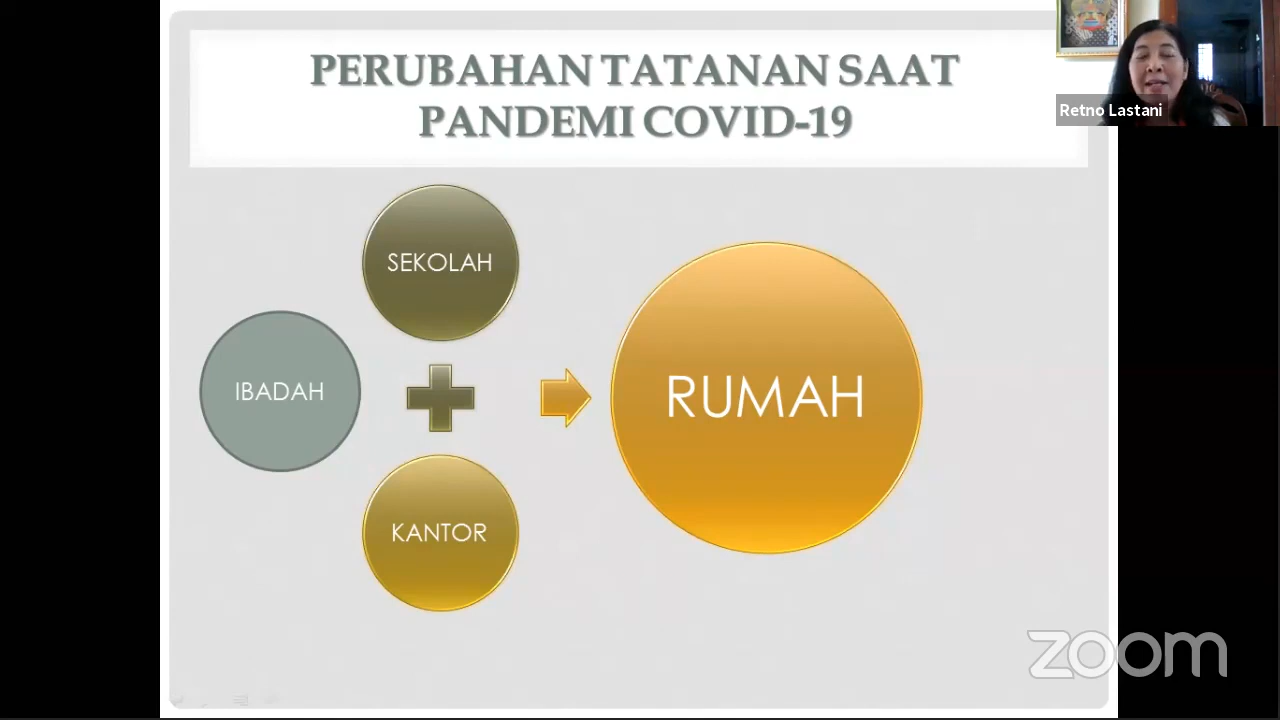 PERUBAHAN TATANAN SAAT
PANDEMI COVID-19
Retno Lastani
SEKOLAH
IBADAH
RUMAH
KANTOR
zoom